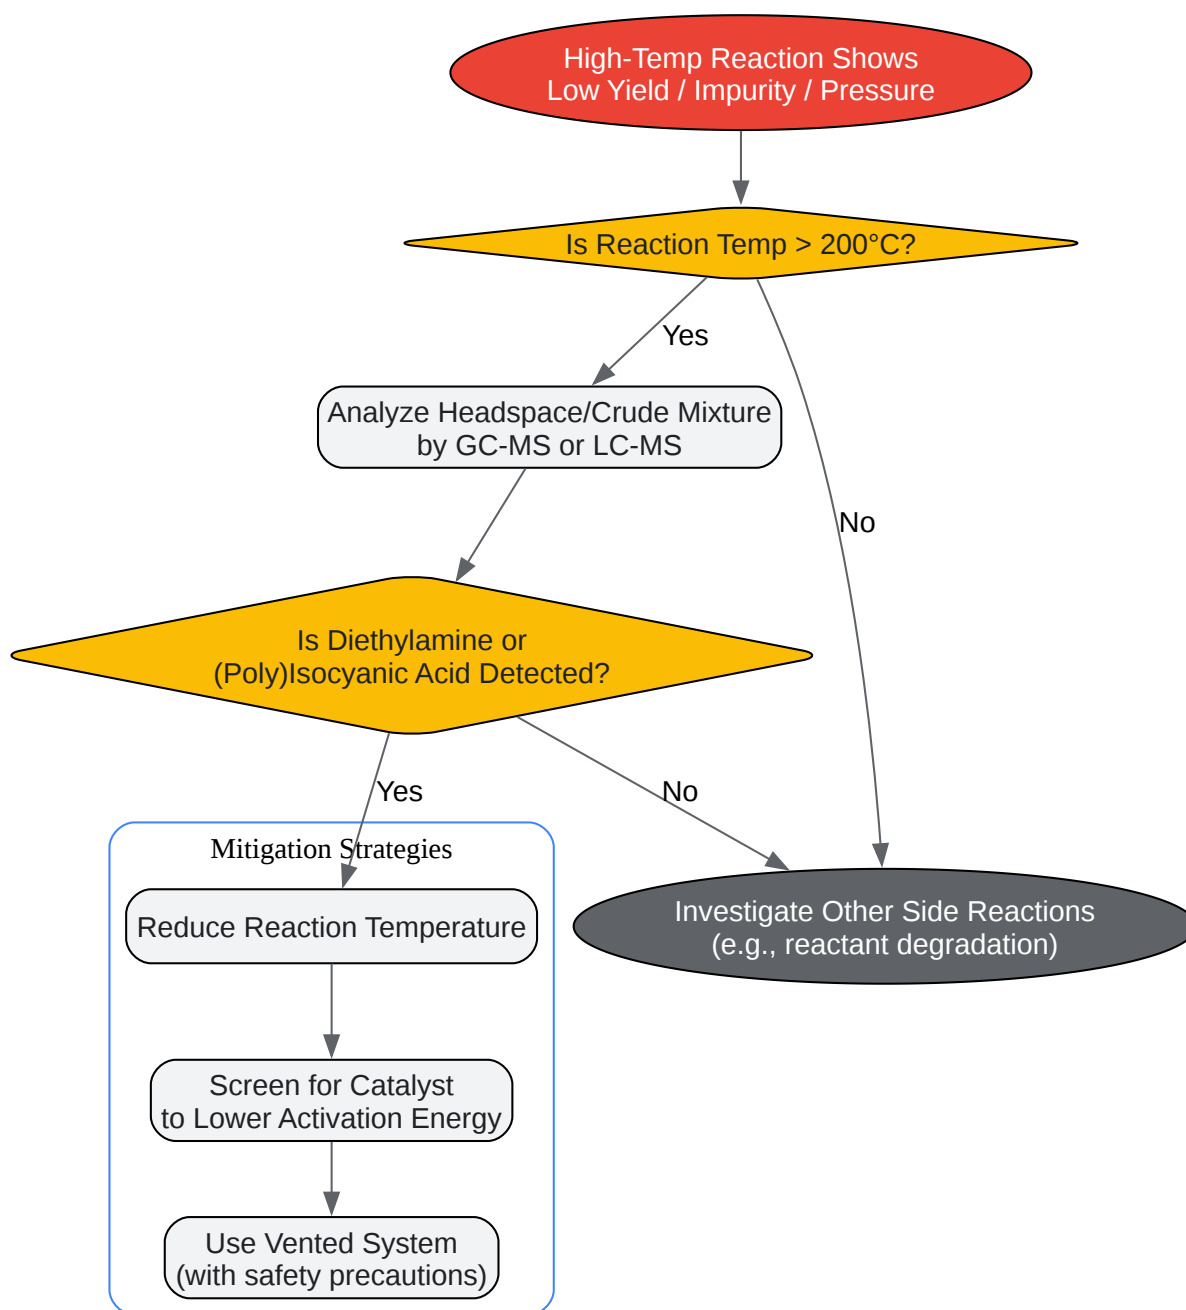 High-Temp Reaction Shows
Low Yield / Impurity / Pressure
Is Reaction Temp > 200°C?
Yes
Analyze Headspace/Crude Mixture
by GC-MS or LC-MS
No
Is Diethylamine or
(Poly)Isocyanic Acid Detected?
Yes
No
Mitigation Strategies
Reduce Reaction Temperature
Investigate Other Side Reactions
(e.g., reactant degradation)
Screen for Catalyst
to Lower Activation Energy
Use Vented System
(with safety precautions)